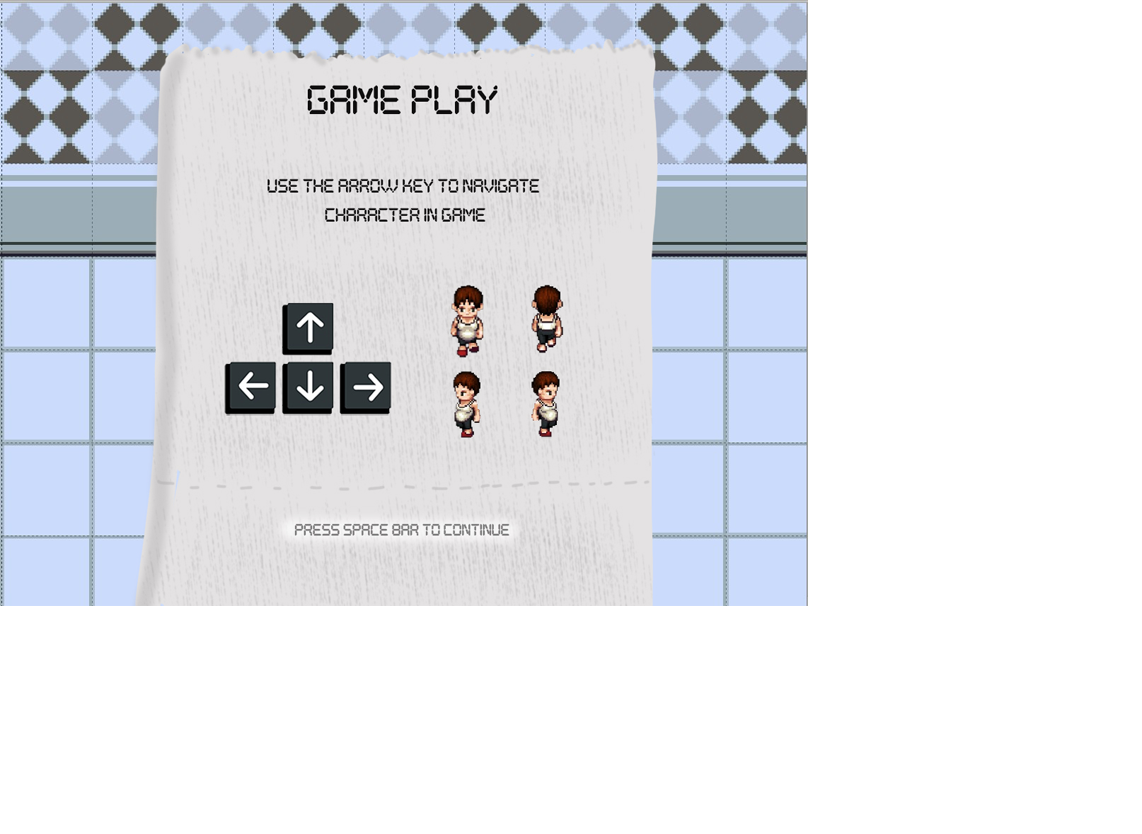 GAME PLAY
USE THE ARROW KEY TO NAVIGATE
CHARACTER IN GAME
PRESS SPACE BAR TO CONTINUE